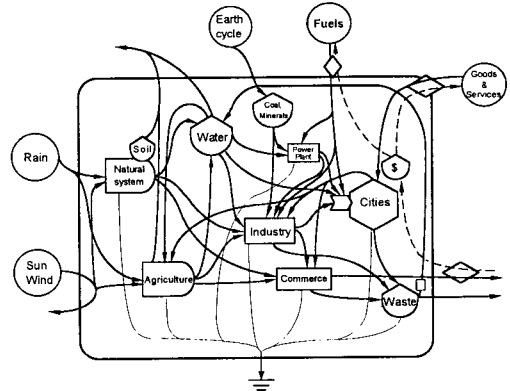 Earth
cycle
Fuels
Goods
&
Services
Coal,
Minerals
Soil
Water
Power
Plant
$
Rain
Natural
system
Cities
Industry
Sun
Wind
Agriculture
Commerce
Waste